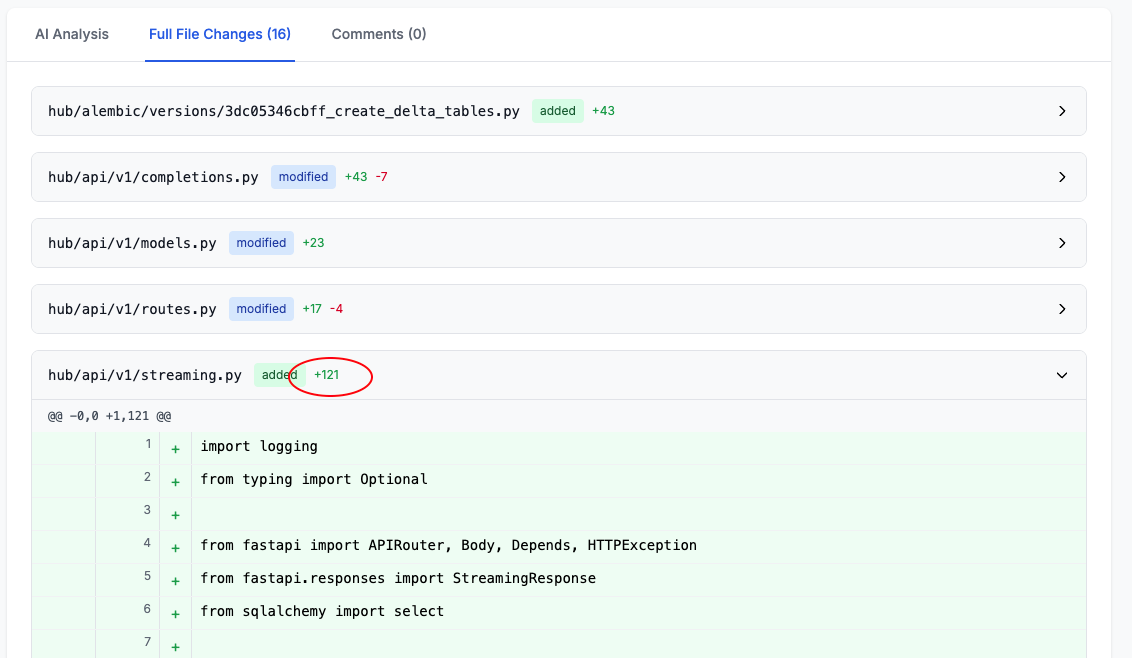 AI Analysis Full File Changes (16) Comments (0)
hub/alembic/versions/3dc05346cbff_create_delta_tables.py added +43
hub/api/v1/completions.py modified +43 -7
hub/api/v1/models.py modified +23
hub/api/v1/routes.py modified +17 -4
hub/api/v1/streaming.py added +121
@@ -0,0 +1,121 @@
1 + import logging
2 + from typing import Optional
3 +
4 + from fastapi import APIRouter, Body, Depends, HTTPException
5 + from fastapi.responses import StreamingResponse
6 + from sqlalchemy import select
7 +